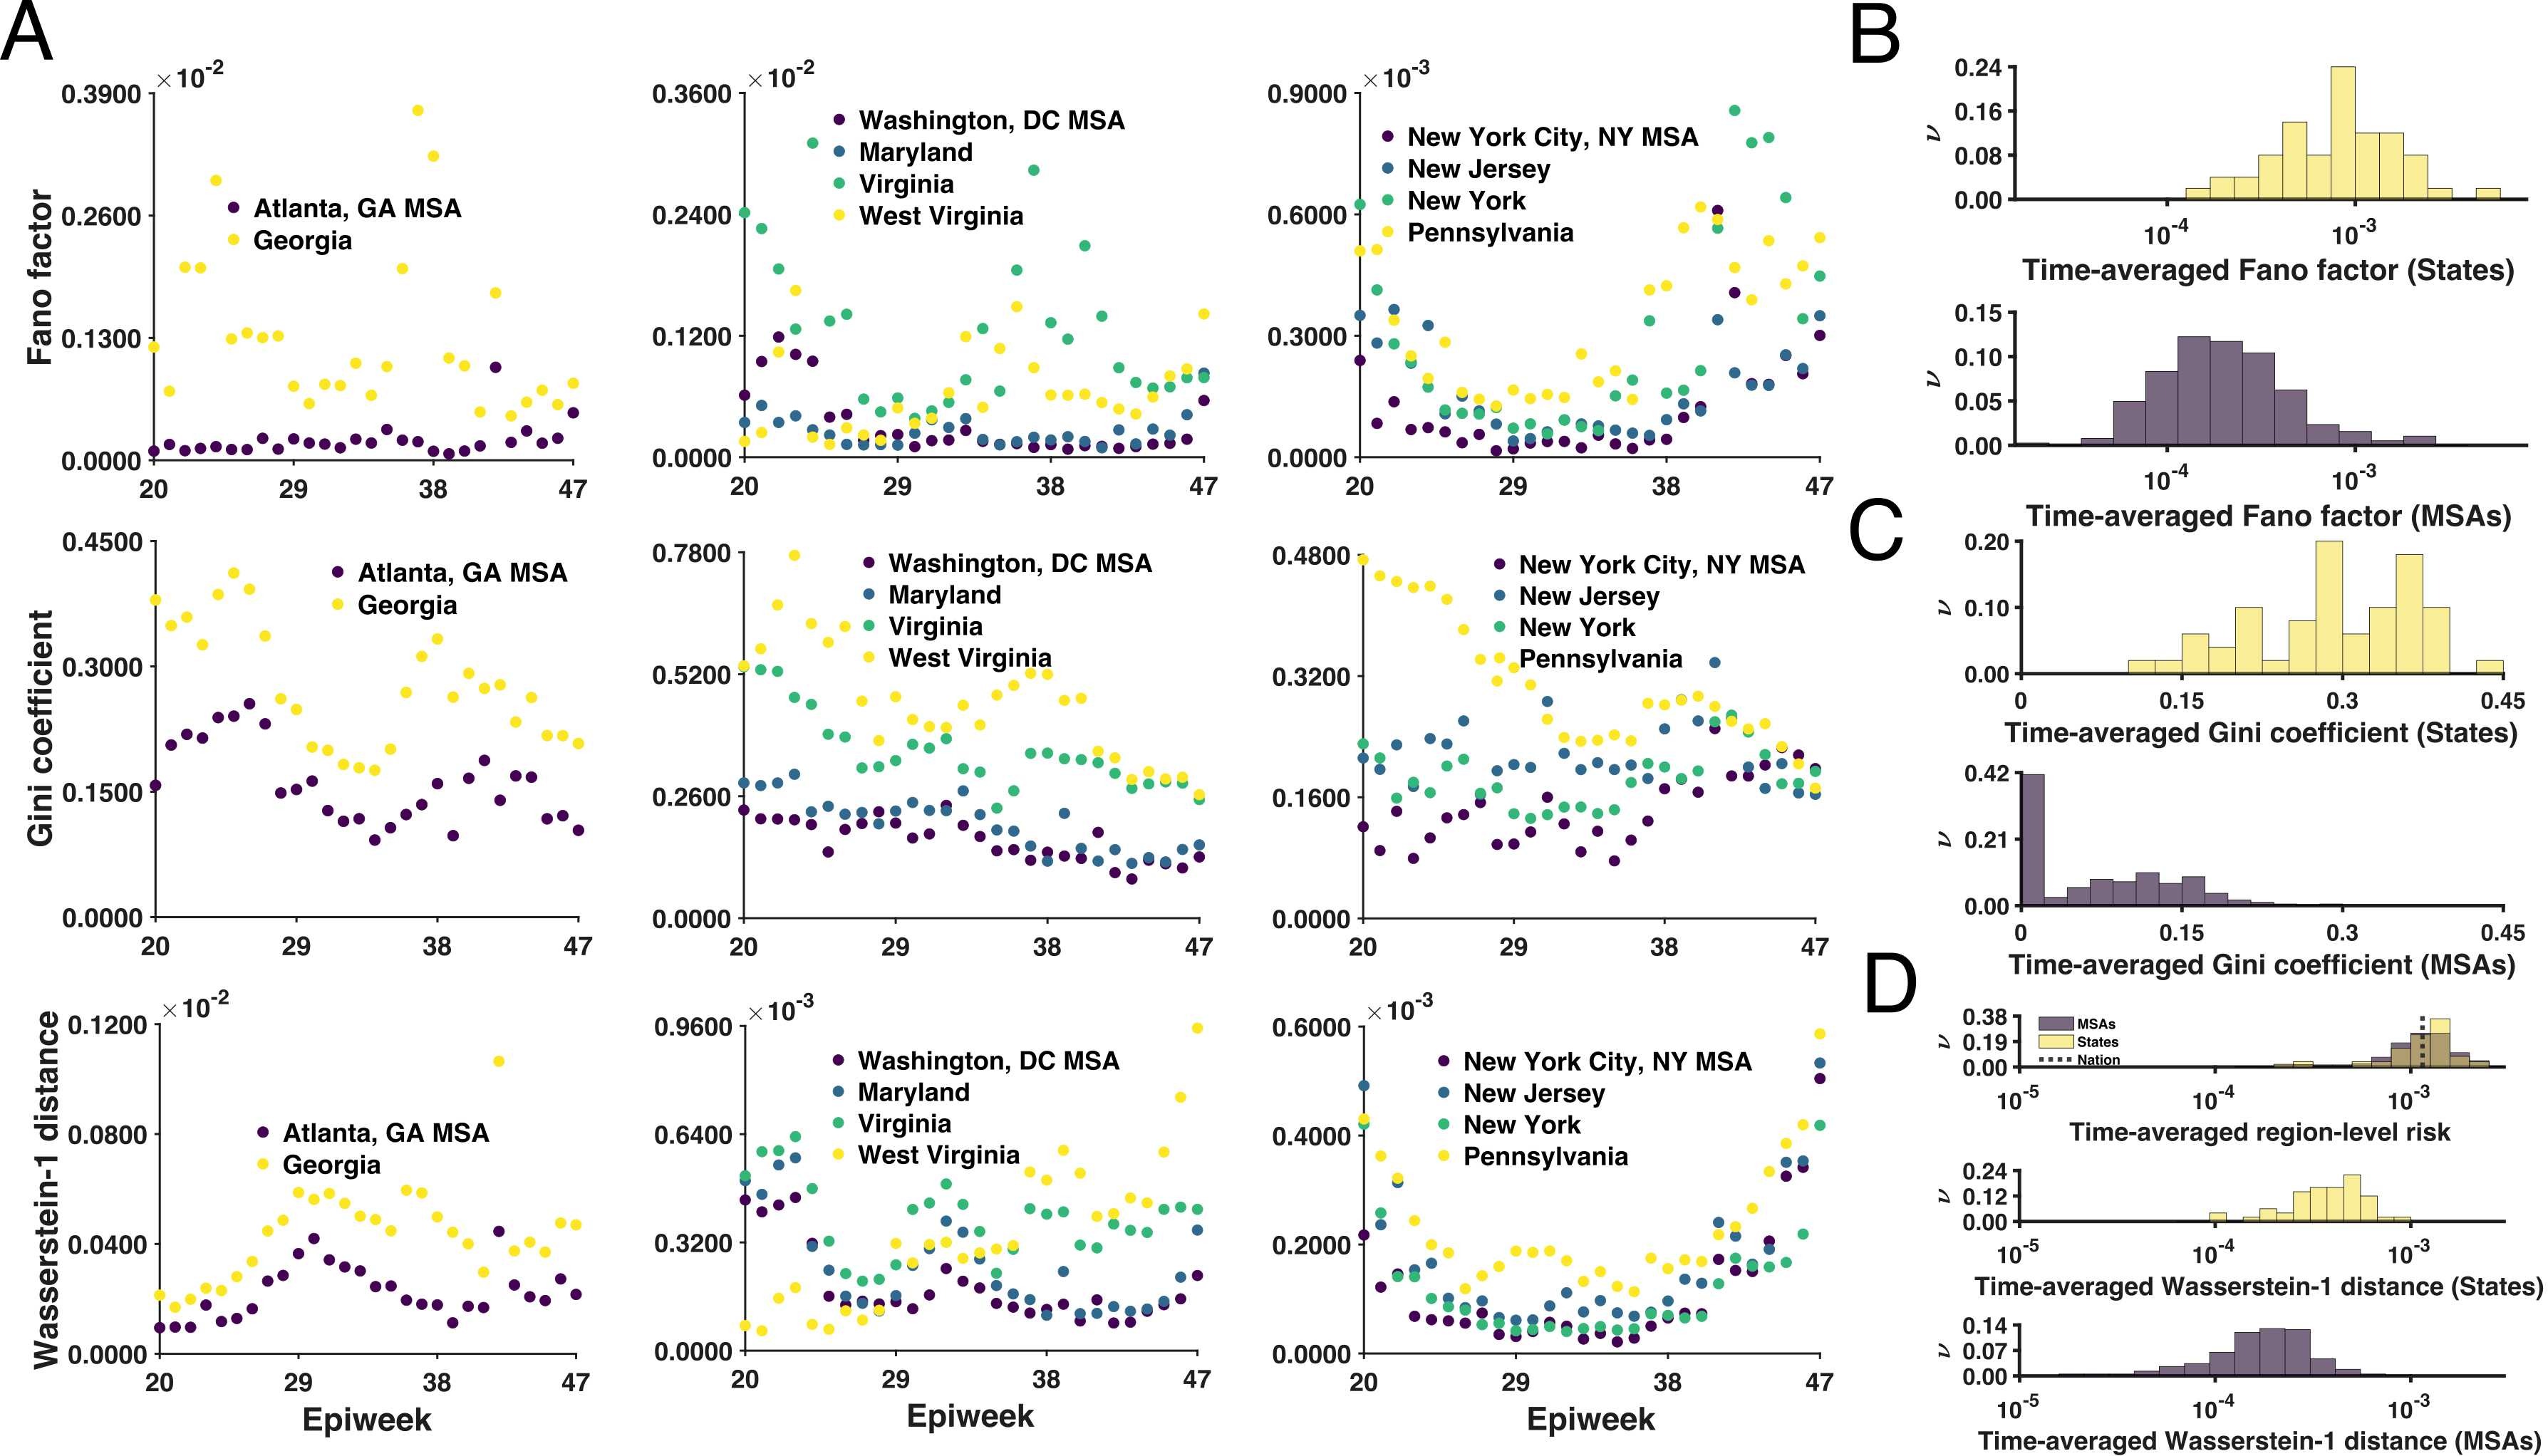 A
Fano factor
×10-2
0.3900
0.2600
0.1300
0.0000
20 29 38 47
Atlanta, GA MSA
Georgia
×10-2
0.3600
0.2400
0.1200
0.0000
20 29 38 47
Washington, DC MSA
Maryland
Virginia
West Virginia
×10-3
0.9000
0.6000
0.3000
0.0000
20 29 38 47
New York City, NY MSA
New Jersey
New York
Pennsylvania
Gini coefficient
0.4500
0.3000
0.1500
0.0000
20 29 38 47
Atlanta, GA MSA
Georgia
0.7800
0.5200
0.2600
0.0000
20 29 38 47
Washington, DC MSA
Maryland
Virginia
West Virginia
0.4800
0.3200
0.1600
0.0000
20 29 38 47
New York City, NY MSA
New Jersey
New York
Pennsylvania
Wasserstein-1 distance
×10-2
0.1200
0.0800
0.0400
0.0000
20 29 38 47
Epiweek
Atlanta, GA MSA
Georgia
×10-3
0.9600
0.6400
0.3200
0.0000
20 29 38 47
Epiweek
Washington, DC MSA
Maryland
Virginia
West Virginia
×10-3
0.6000
0.4000
0.2000
0.0000
20 29 38 47
Epiweek
New York City, NY MSA
New Jersey
New York
Pennsylvania
B
ν
0.24
0.16
0.08
0.00
10-4 10-3
Time-averaged Fano factor (States)
ν
0.15
0.10
0.05
0.00
10-4 10-3
Time-averaged Fano factor (MSAs)
C
ν
0.20
0.10
0.00
0 0.15 0.3 0.45
Time-averaged Gini coefficient (States)
ν
0.42
0.21
0.00
0 0.15 0.3 0.45
Time-averaged Gini coefficient (MSAs)
D
ν
0.38
0.19
0.00
MSAs
States
Nation
10-5 10-4 10-3
Time-averaged region-level risk
ν
0.24
0.12
0.00
10-5 10-4 10-3
Time-averaged Wasserstein-1 distance (States)
ν
0.14
0.07
0.00
10-5 10-4 10-3
Time-averaged Wasserstein-1 distance (MSAs)